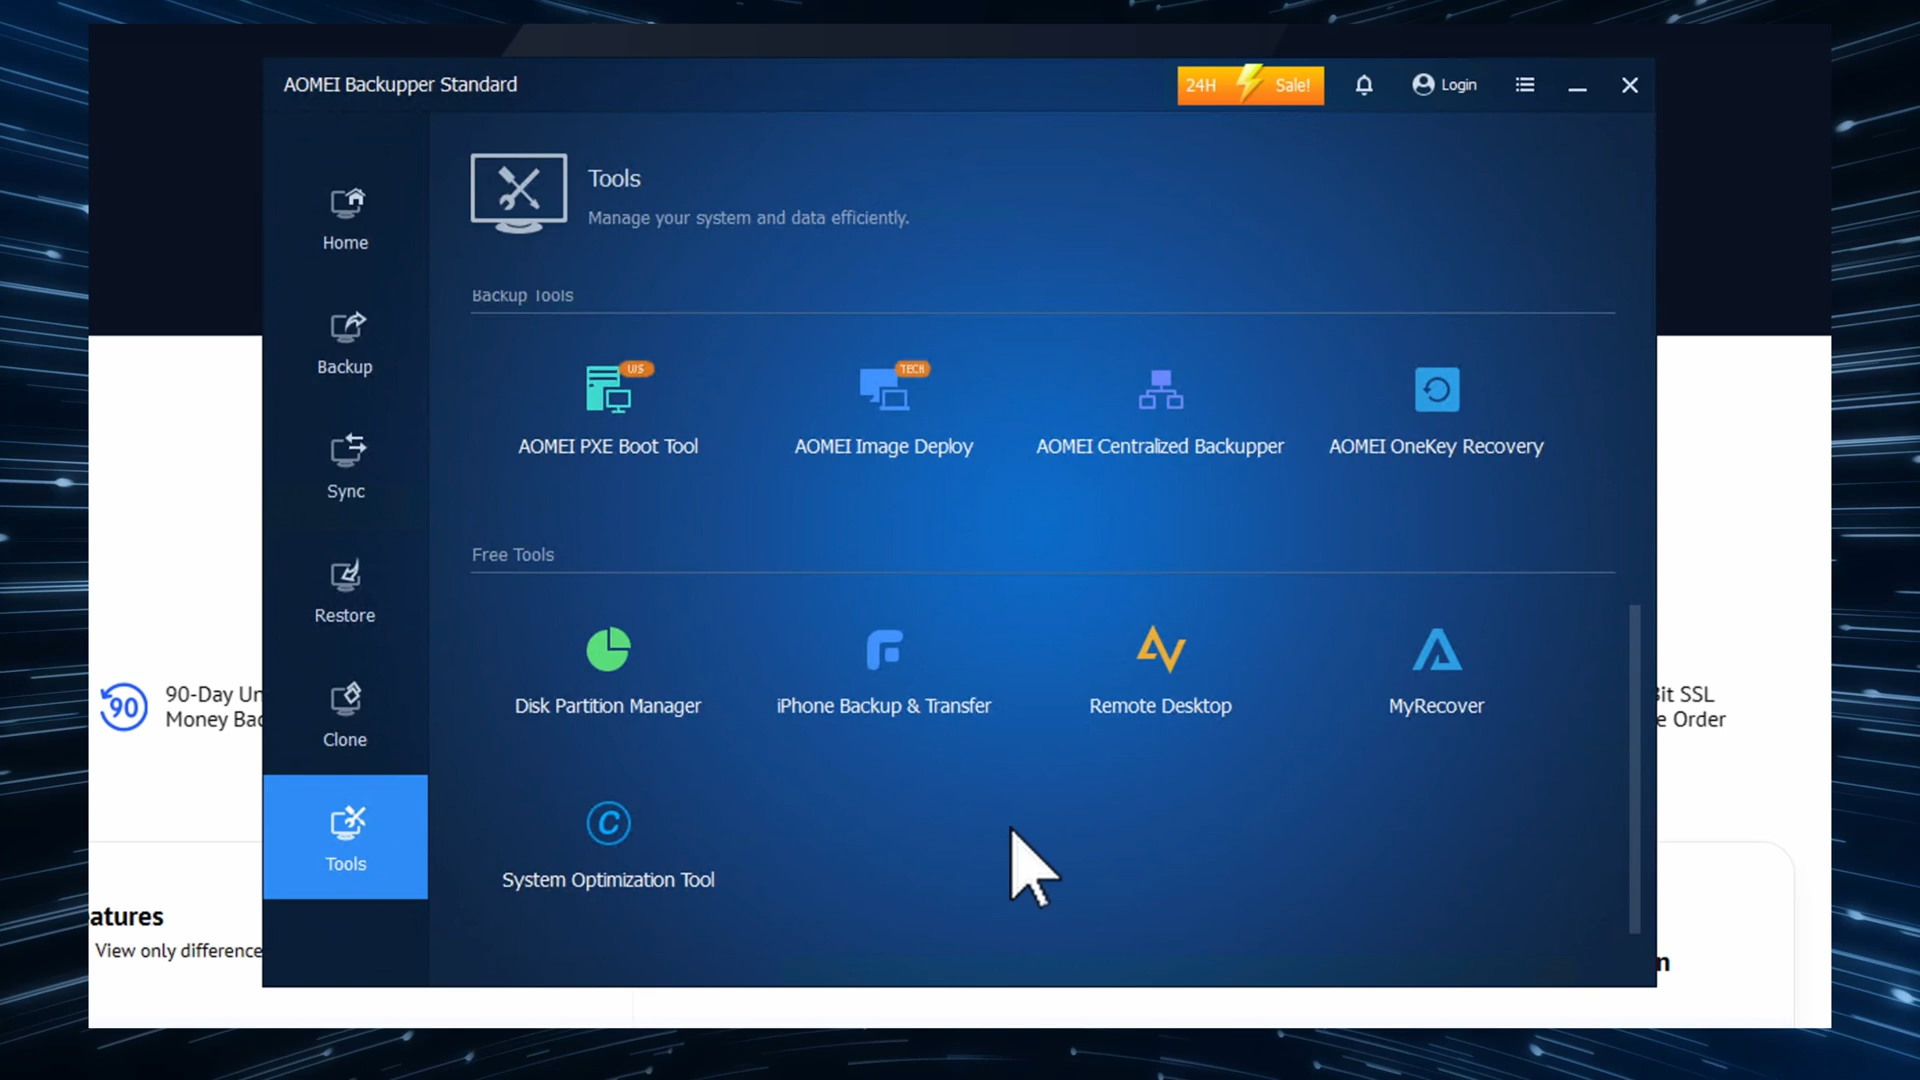 AOMEI Backupper Standard
24H Sale!
Login
Tools
Manage your system and data efficiently.
Home
Backup
Sync
Restore
Clone
Tools
Backup Tools
WS
AOMEI PXE Boot Tool
TECH
AOMEI Image Deploy
AOMEI Centralized Backupper
AOMEI OneKey Recovery
Free Tools
Disk Partition Manager
iPhone Backup & Transfer
Remote Desktop
MyRecover
C
System Optimization Tool
90
90-Day Un
Money Bac
Bit SSL
e Order
atures
View only difference
n